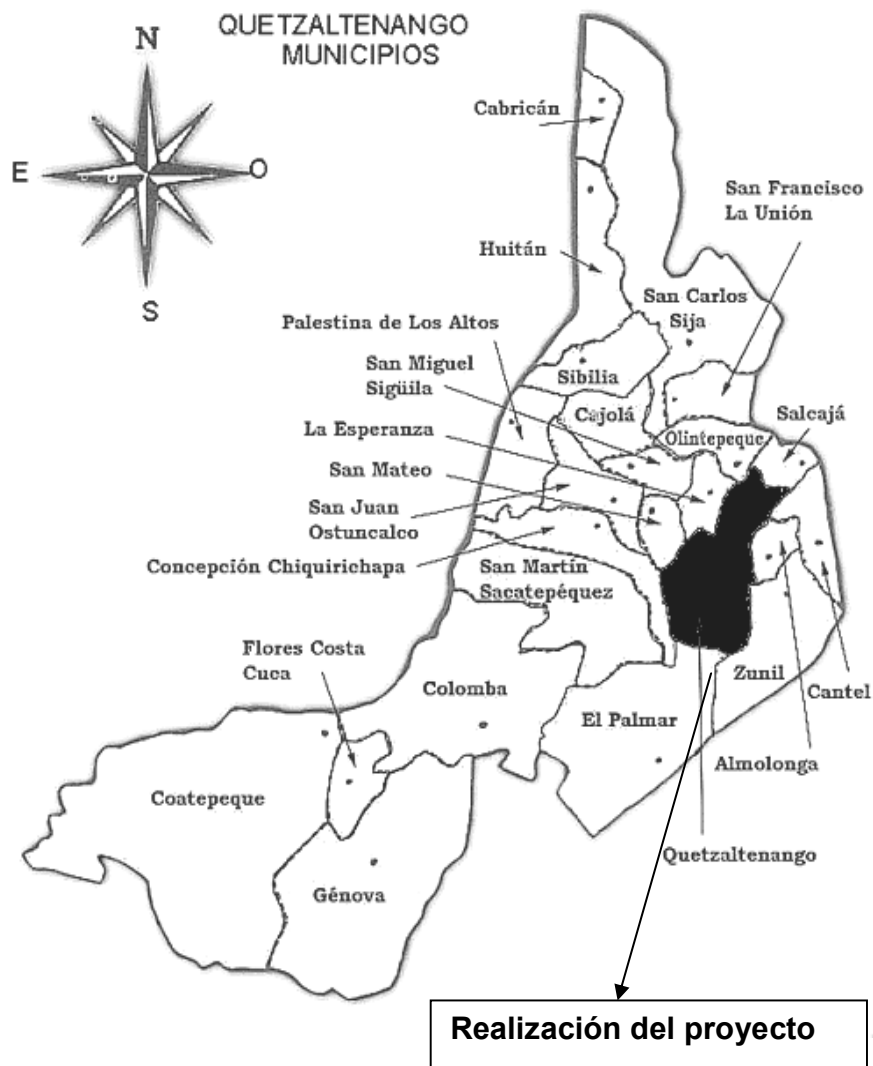 QUETZALTENANGO
MUNICIPIOS
N
E
O
S
Cabricán
San Francisco
La Unión
Huitán
San Carlos
Sija
Palestina de Los Altos
San Miguel
Sigüila
Sibilia
Cajolá
Salcajá
La Esperanza
Olintepeque
San Mateo
San Juan
Ostuncalco
Concepción Chiquirichapa
San Martín
Sacatepéquez
Flores Costa
Cuca
Colomba
Zunil
Cantel
El Palmar
Almolonga
Coatepeque
Quetzaltenango
Génova
Realización del proyecto